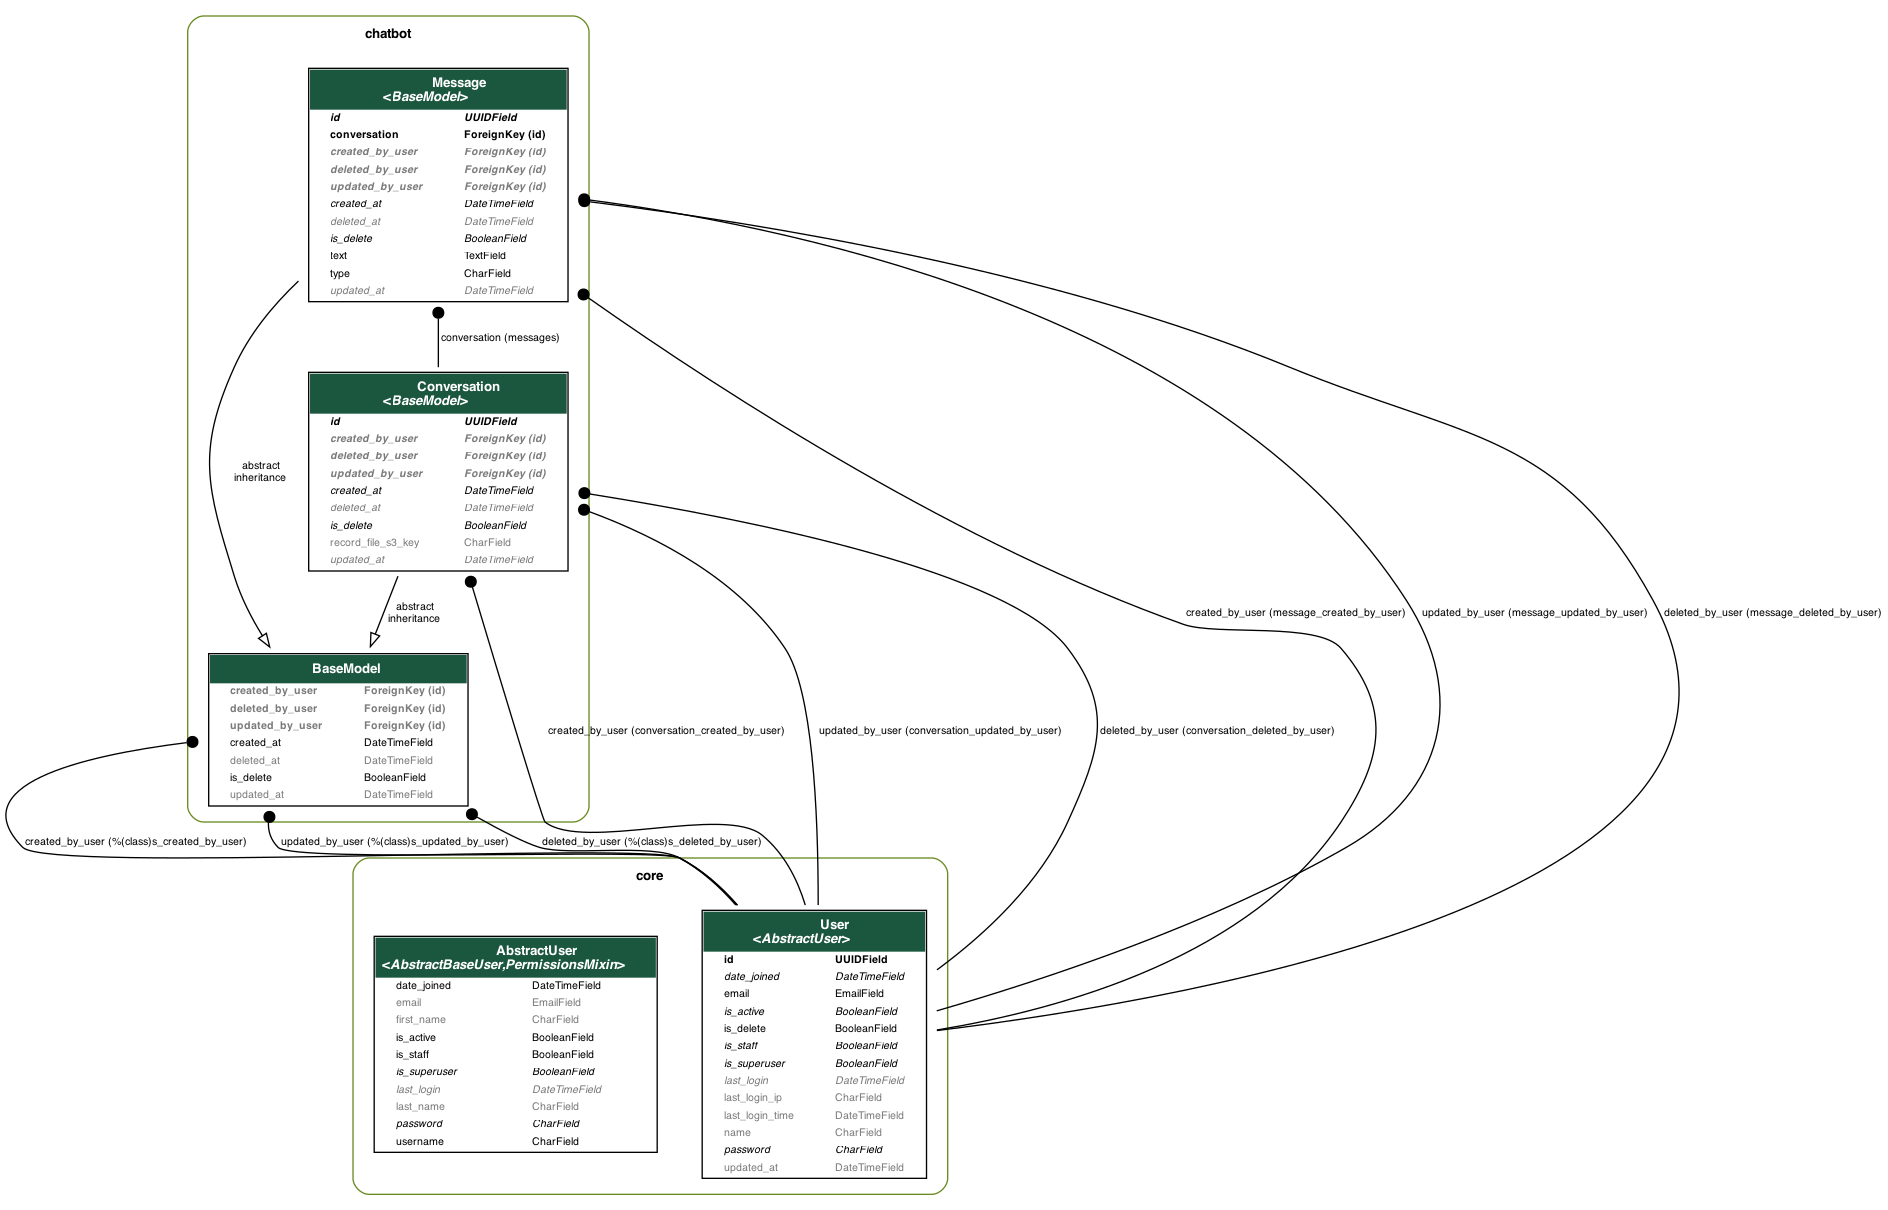 chatbot
Message
<BaseModel>
id UUIDField
conversation ForeignKey (id)
created_by_user ForeignKey (id)
deleted_by_user ForeignKey (id)
updated_by_user ForeignKey (id)
created_at DateTimeField
deleted_at DateTimeField
is_delete BooleanField
text TextField
type CharField
updated_at DateTimeField
conversation (messages)
Conversation
<BaseModel>
id UUIDField
created_by_user ForeignKey (id)
deleted_by_user ForeignKey (id)
updated_by_user ForeignKey (id)
created_at DateTimeField
deleted_at DateTimeField
is_delete BooleanField
record_file_s3_key CharField
updated_at DateTimeField
abstract
inheritance
abstract
inheritance
created_by_user (message_created_by_user)
updated_by_user (message_updated_by_user)
deleted_by_user (message_deleted_by_user)
BaseModel
created_by_user ForeignKey (id)
deleted_by_user ForeignKey (id)
updated_by_user ForeignKey (id)
created_at DateTimeField
deleted_at DateTimeField
is_delete BooleanField
updated_at DateTimeField
created_by_user (conversation_created_by_user)
updated_by_user (conversation_updated_by_user)
deleted_by_user (conversation_deleted_by_user)
created_by_user (%(class)s_created_by_user)
updated_by_user (%(class)s_updated_by_user)
deleted_by_user (%(class)s_deleted_by_user)
core
AbstractUser
<AbstractBaseUser,PermissionsMixin>
date_joined DateTimeField
email EmailField
first_name CharField
is_active BooleanField
is_staff BooleanField
is_superuser BooleanField
last_login DateTimeField
last_name CharField
password CharField
username CharField
User
<AbstractUser>
id UUIDField
date_joined DateTimeField
email EmailField
is_active BooleanField
is_delete BooleanField
is_staff BooleanField
is_superuser BooleanField
last_login DateTimeField
last_login_ip CharField
last_login_time DateTimeField
name CharField
password CharField
updated_at DateTimeField